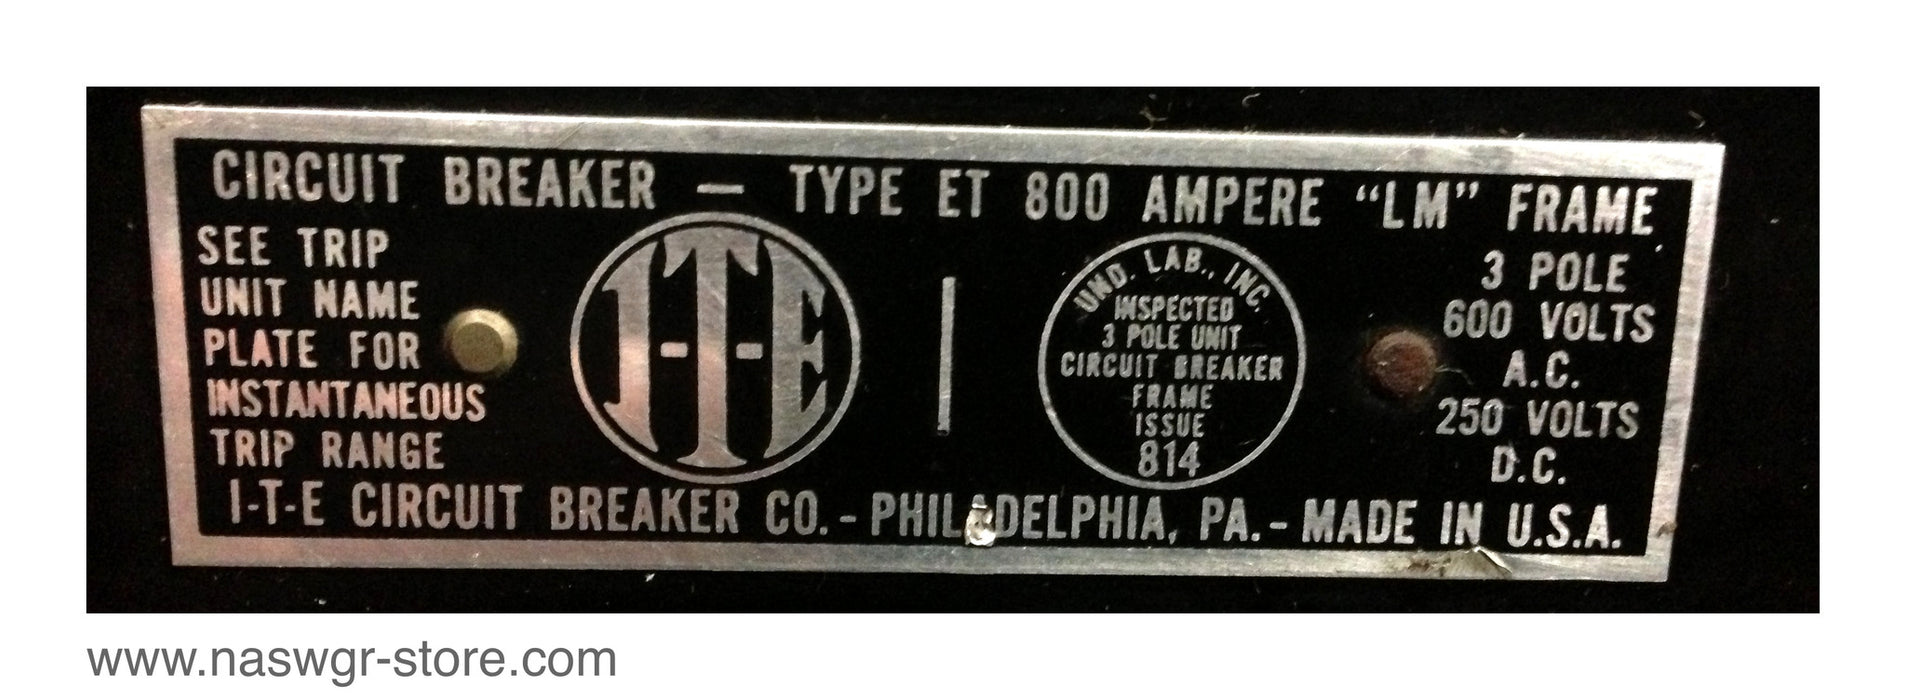 CIRCUIT BREAKER — TYPE ET 800 AMPERE “LM” FRAME
SEE TRIP
UNIT NAME
PLATE FOR
INSTANTANEOUS
TRIP RANGE
I-T-E
UND. LAB., INC.
INSPECTED
3 POLE UNIT
CIRCUIT BREAKER
FRAME
ISSUE
814
3 POLE
600 VOLTS
A.C.
250 VOLTS
D.C.
I-T-E CIRCUIT BREAKER CO. - PHILADELPHIA, PA. - MADE IN U.S.A.
www.naswgr-store.com